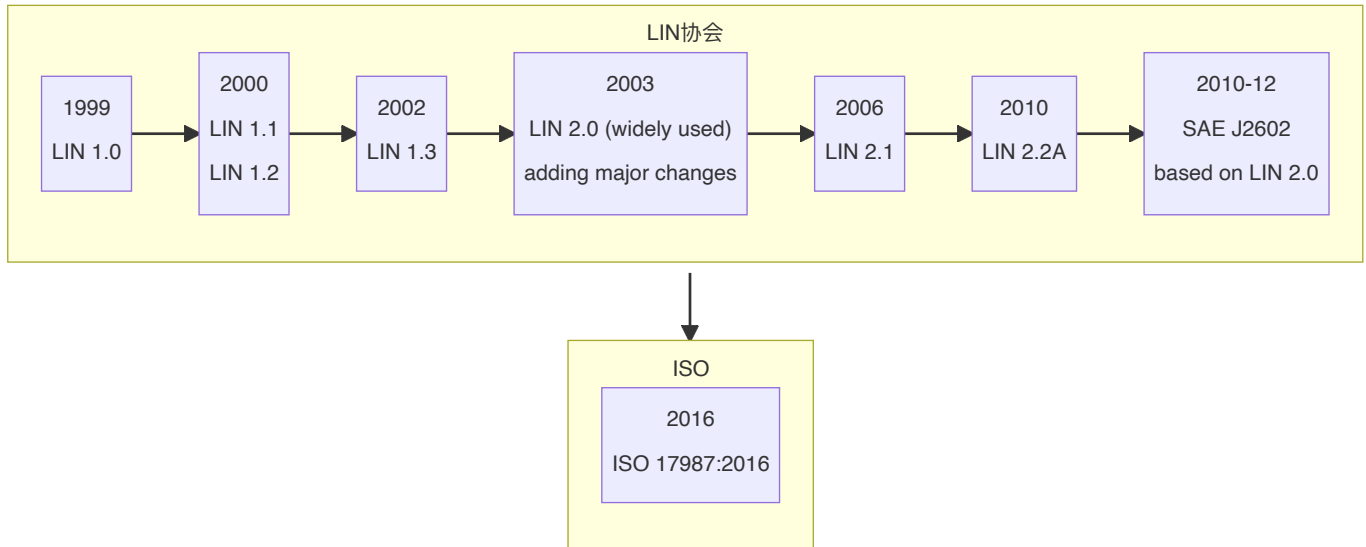 LIN协会
1999
LIN 1.0
2000
LIN 1.1
LIN 1.2
2002
LIN 1.3
2003
LIN 2.0 (widely used)
adding major changes
2006
LIN 2.1
2010
LIN 2.2A
2010-12
SAE J2602
based on LIN 2.0
ISO
2016
ISO 17987:2016